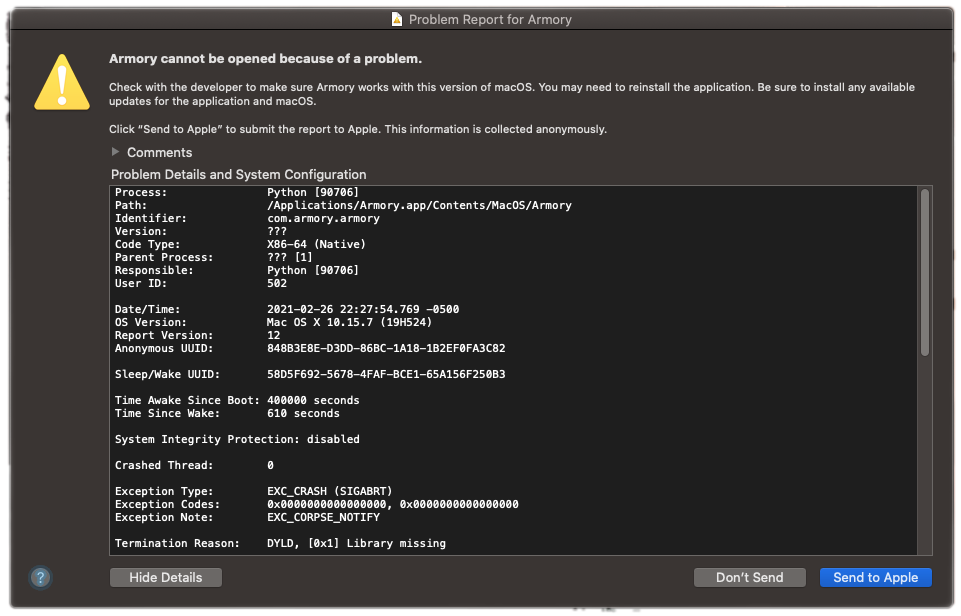 Problem Report for Armory
Armory cannot be opened because of a problem.
Check with the developer to make sure Armory works with this version of macOS. You may need to reinstall the application. Be sure to install any available
updates for the application and macOS.
Click “Send to Apple” to submit the report to Apple. This information is collected anonymously.
Comments
Problem Details and System Configuration
Process: Python [90706]
Path: /Applications/Armory.app/Contents/MacOS/Armory
Identifier: com.armory.armory
Version: ???
Code Type: X86-64 (Native)
Parent Process: ??? [1]
Responsible: Python [90706]
User ID: 502
Date/Time: 2021-02-26 22:27:54.769 -0500
OS Version: Mac OS X 10.15.7 (19H524)
Report Version: 12
Anonymous UUID: 848B3E8E-D3DD-86BC-1A18-1B2EF0FA3C82
Sleep/Wake UUID: 58D5F692-5678-4FAF-BCE1-65A156F250B3
Time Awake Since Boot: 400000 seconds
Time Since Wake: 610 seconds
System Integrity Protection: disabled
Crashed Thread: 0
Exception Type: EXC_CRASH (SIGABRT)
Exception Codes: 0x0000000000000000, 0x0000000000000000
Exception Note: EXC_CORPSE_NOTIFY
Termination Reason: DYLD, [0x1] Library missing
? Hide Details Don’t Send Send to Apple